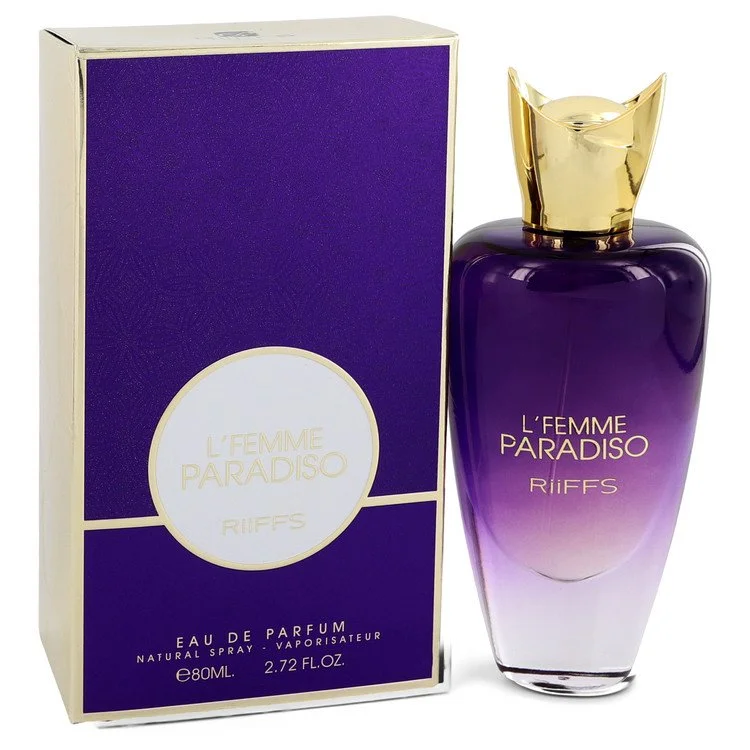 L'FEMME
PARADISO
RiiFFS
EAU DE PARFUM
NATURAL SPRAY - VAPORISATEUR
℮80ML. 2.72 FL.OZ.
L'FEMME
PARADISO
RiiFFS